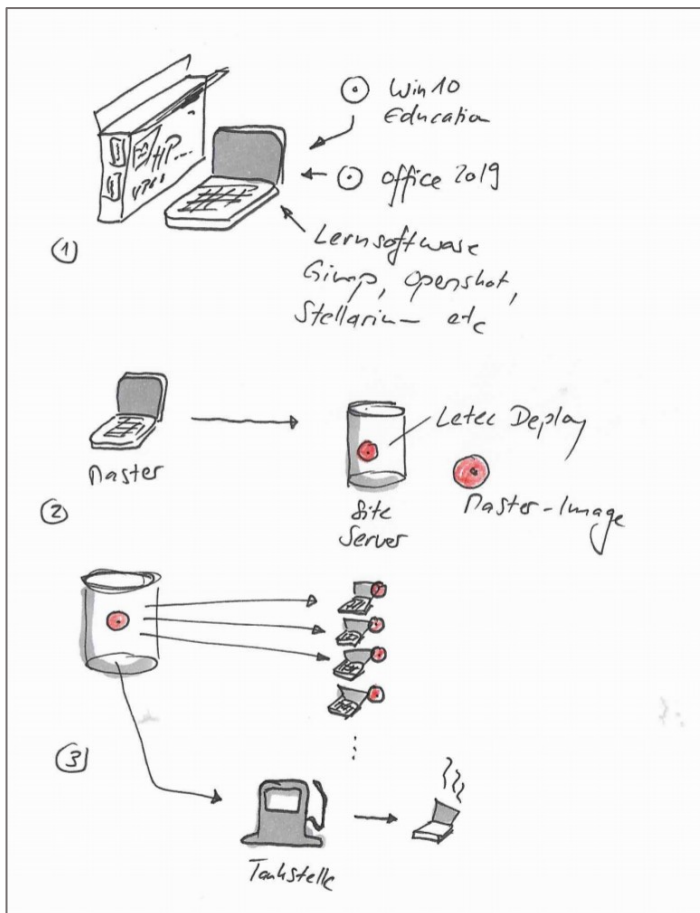 Win10
Education
HP...
Office 2019
①
Lernsoftware
Gimp, Openshot,
Stellarium etc
Letec Deploy
Master
Site
Server
Master-Image
②
③
Tankstelle